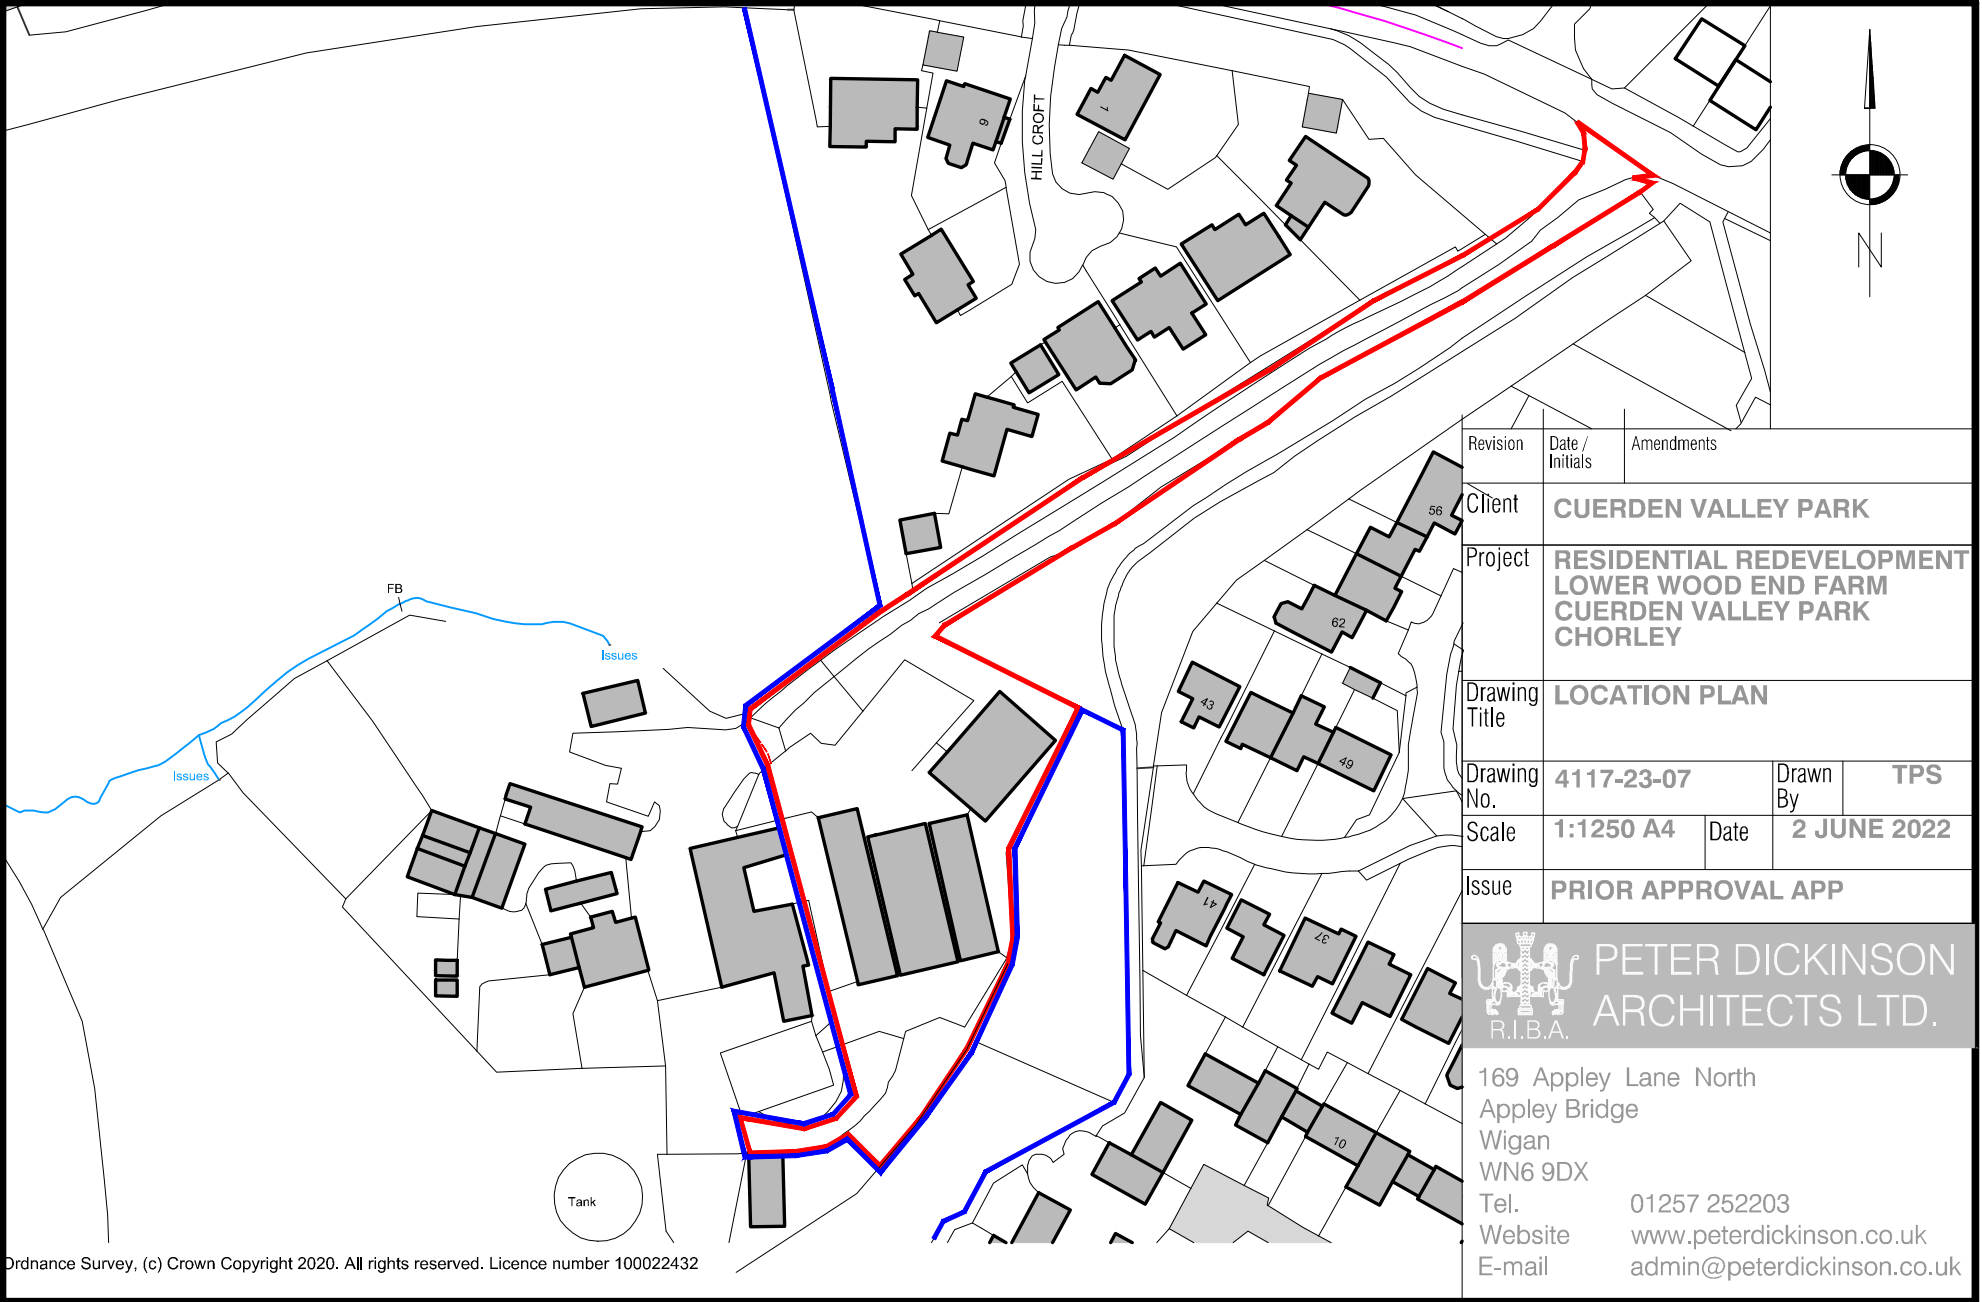 HILL CROFT
1
6
N
FB
Issues
Issues
56
62
43
49
41
37
10
Tank
Ordnance Survey, (c) Crown Copyright 2020. All rights reserved. Licence number 100022432
Revision
Date / Initials
Amendments
Client
CUERDEN VALLEY PARK
Project
RESIDENTIAL REDEVELOPMENT
LOWER WOOD END FARM
CUERDEN VALLEY PARK
CHORLEY
Drawing Title
LOCATION PLAN
Drawing No.
4117-23-07
Drawn By
TPS
Scale
1:1250 A4
Date
2 JUNE 2022
Issue
PRIOR APPROVAL APP
R.I.B.A.
PETER DICKINSON
ARCHITECTS LTD.
169 Appley Lane North
Appley Bridge
Wigan
WN6 9DX
Tel. 01257 252203
Website www.peterdickinson.co.uk
E-mail admin@peterdickinson.co.uk